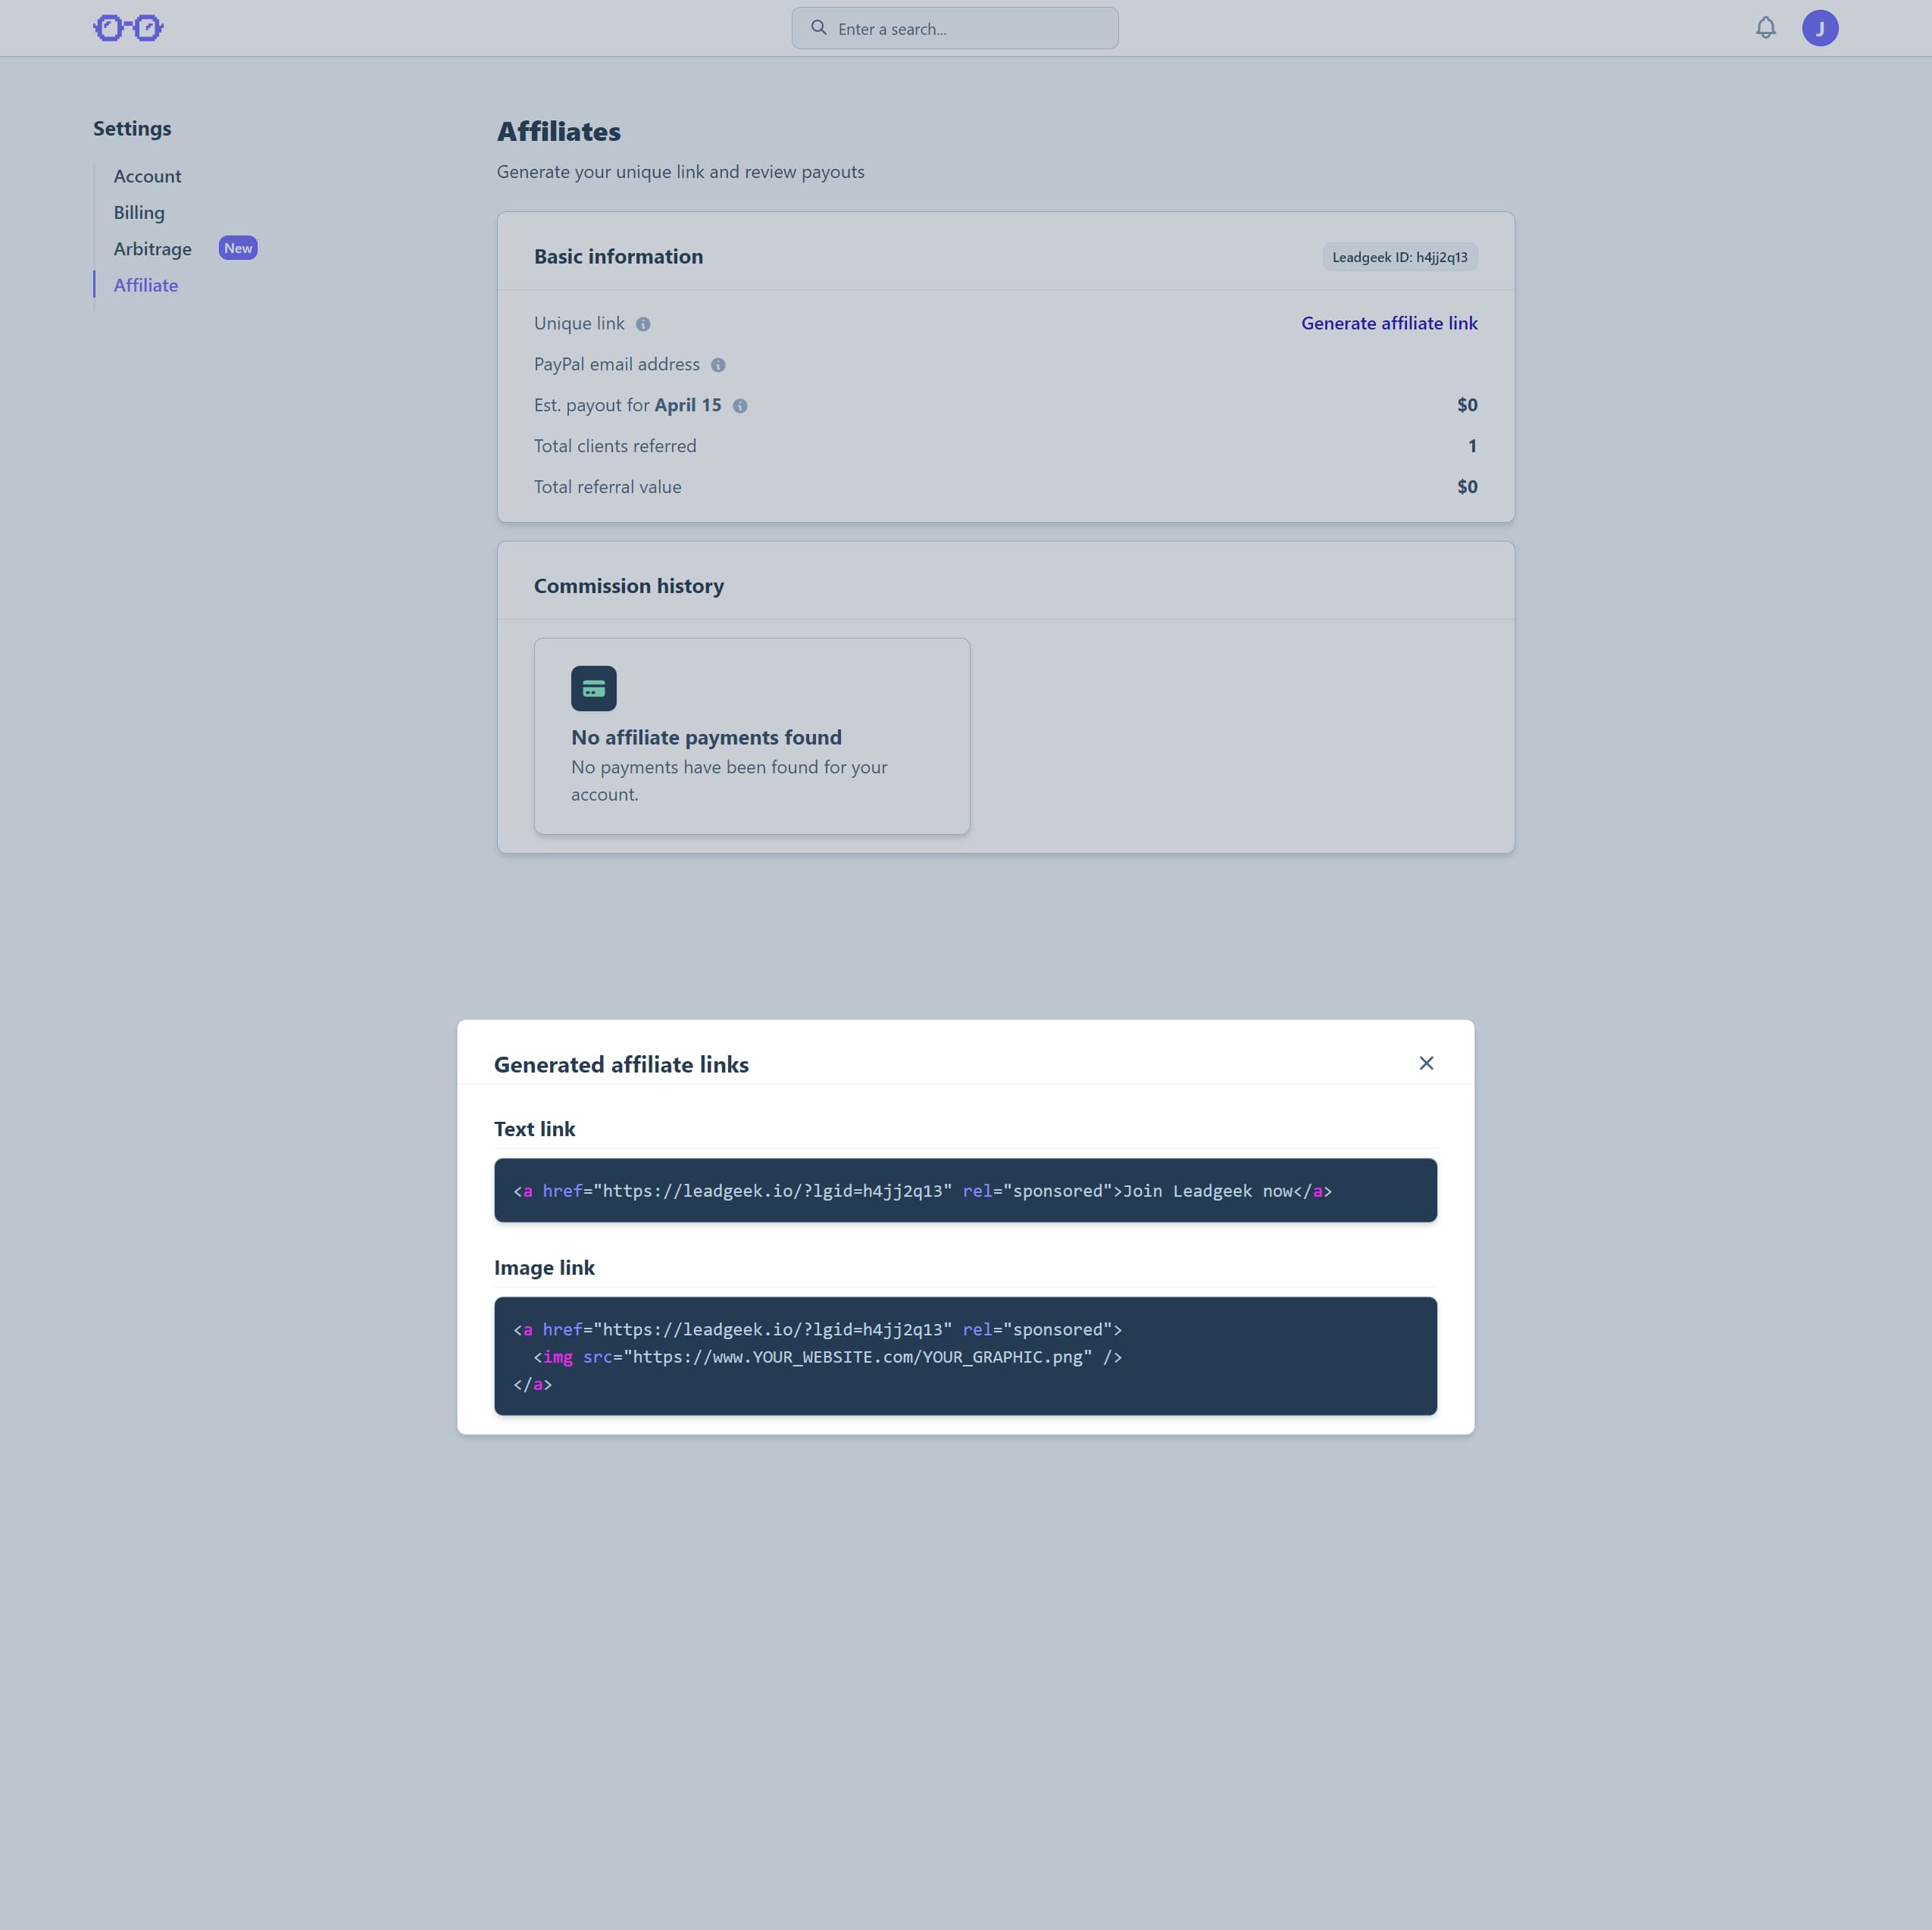 Enter a search...
J
Settings
Account
Billing
Arbitrage New
Affiliate
Affiliates
Generate your unique link and review payouts
Basic information
Leadgeek ID: h4jj2q13
Unique link
Generate affiliate link
PayPal email address
Est. payout for April 15
$0
Total clients referred
1
Total referral value
$0
Commission history
No affiliate payments found
No payments have been found for your
account.
Generated affiliate links
Text link
<a href="https://leadgeek.io/?lgid=h4jj2q13" rel="sponsored">Join Leadgeek now</a>
Image link
<a href="https://leadgeek.io/?lgid=h4jj2q13" rel="sponsored">
  <img src="https://www.YOUR_WEBSITE.com/YOUR_GRAPHIC.png" />
</a>